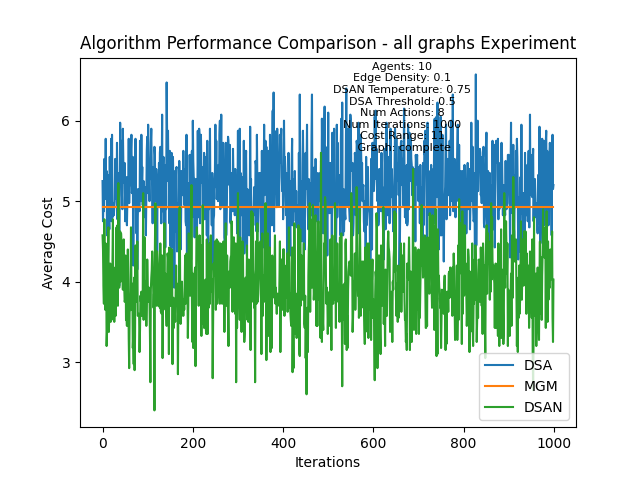 Algorithm Performance Comparison - all graphs Experiment
Agents: 10
Edge Density: 0.1
DSAN Temperature: 0.75
DSA Threshold: 0.5
Num Actions: 8
Num Iterations: 1000
Cost Range: 11
Graph: complete
Average Cost
6
5
4
3
0
200
400
600
800
1000
Iterations
DSA
MGM
DSAN